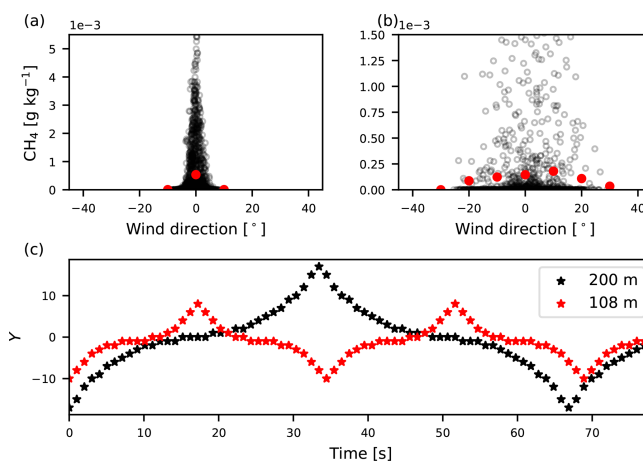 (a) (b)
1e−3 1e−3
5 1.50
4 1.25
3 1.00
2 0.75
1 0.50
0 0.25
0.00
CH4 [g kg−1]
−40 −20 0 20 40 −40 −20 0 20 40
Wind direction [°] Wind direction [°]
(c)
200 m
108 m
10
0
−10
Y
0 10 20 30 40 50 60 70
Time [s]